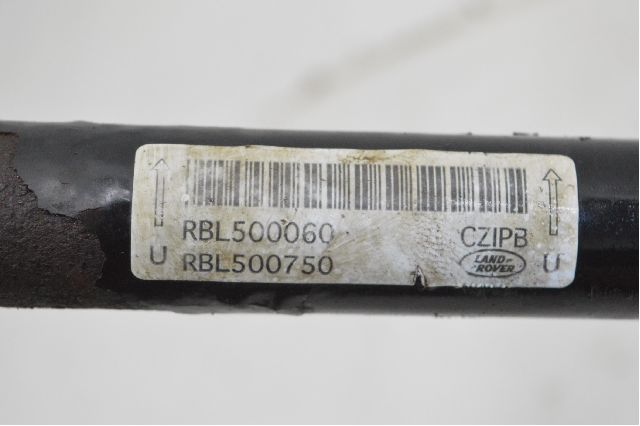 RBL500060 CZIPB
U RBL500750 LAND- U
ROVER